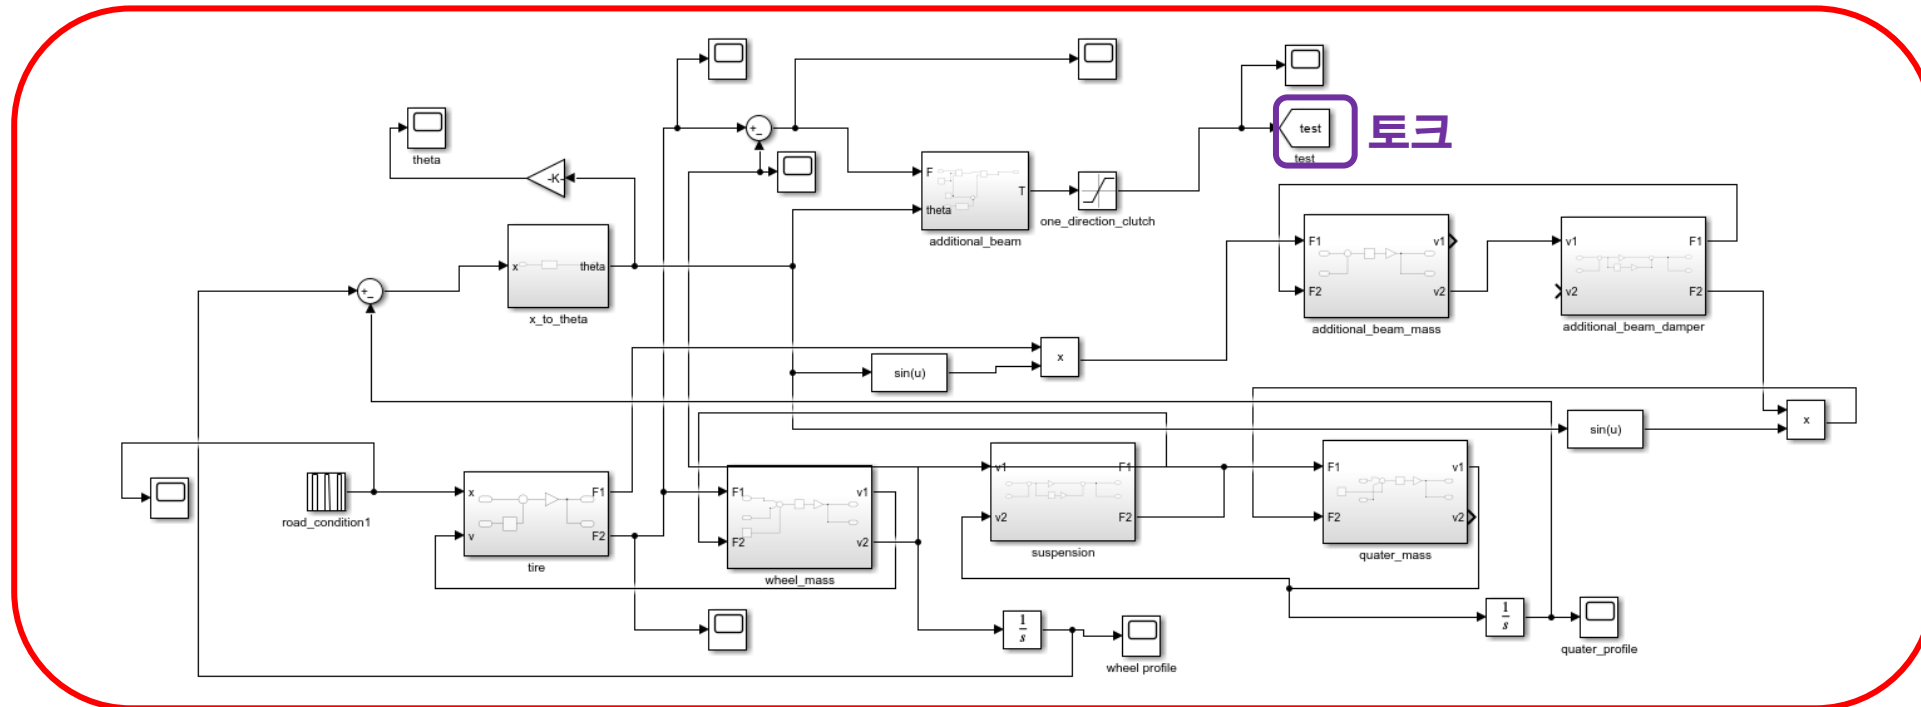 test
토크
test
theta
-K-
F
theta
T
additional_beam
one_direction_clutch
F1
F2
v1
v2
additional_beam_mass
v1
v2
F1
F2
additional_beam_damper
+
-
x
theta
x_to_theta
+
-
sin(u)
x
sin(u)
x
road_condition1
x
v
F1
F2
tire
F1
F2
v1
v2
wheel_mass
v1
v2
F1
F2
suspension
F1
F2
v1
v2
quater_mass
1
s
wheel profile
1
s
quater_profile